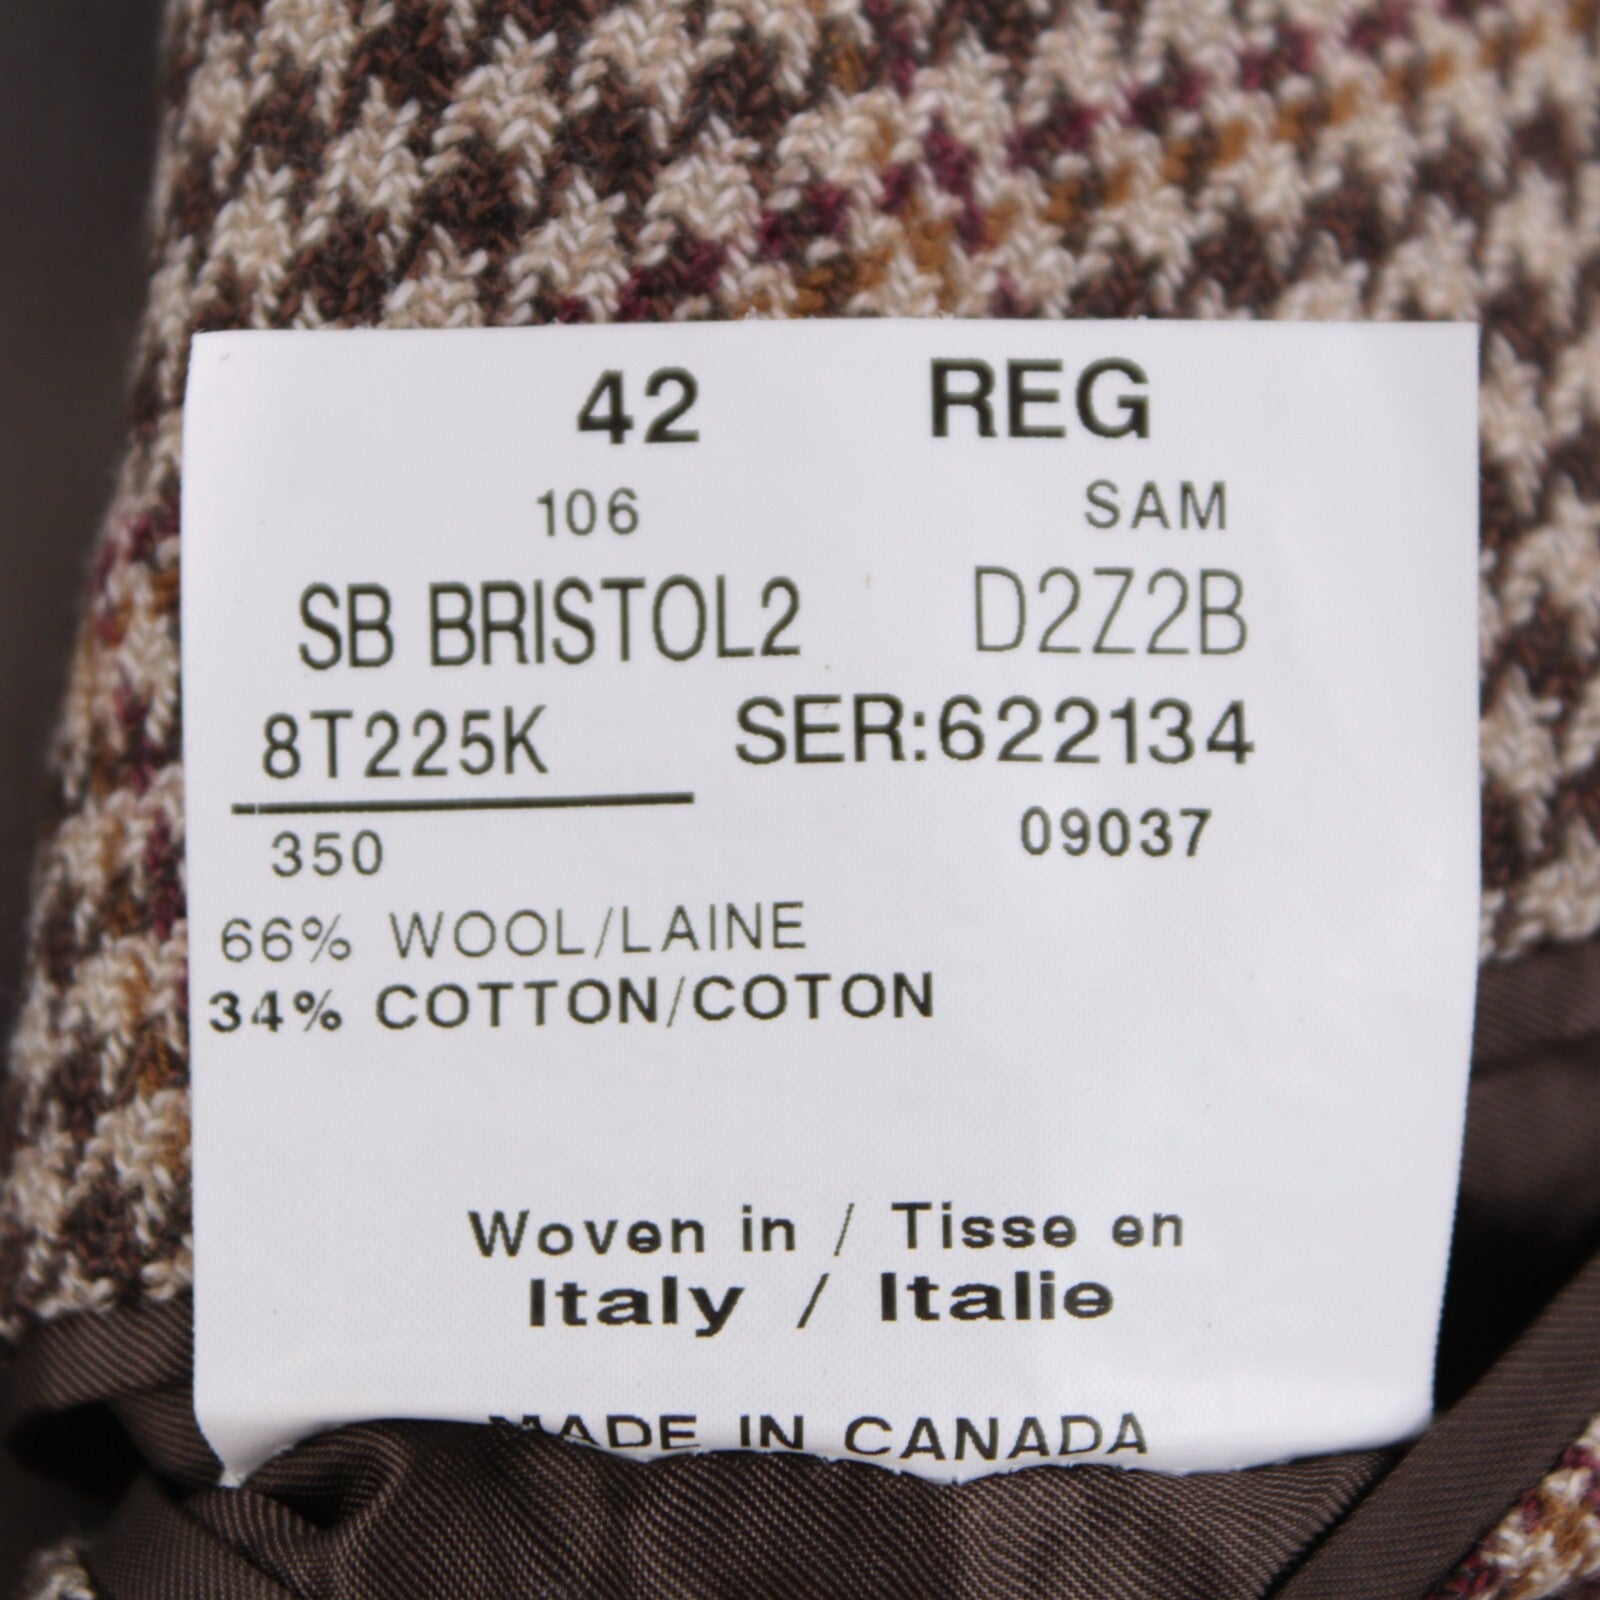 42 REG
106 SAM
SB BRISTOL2 D2Z2B
8T225K SER:622134
350 09037
66% WOOL/LAINE
34% COTTON/COTON
Woven in / Tisse en
Italy / Italie
MADE IN CANADA